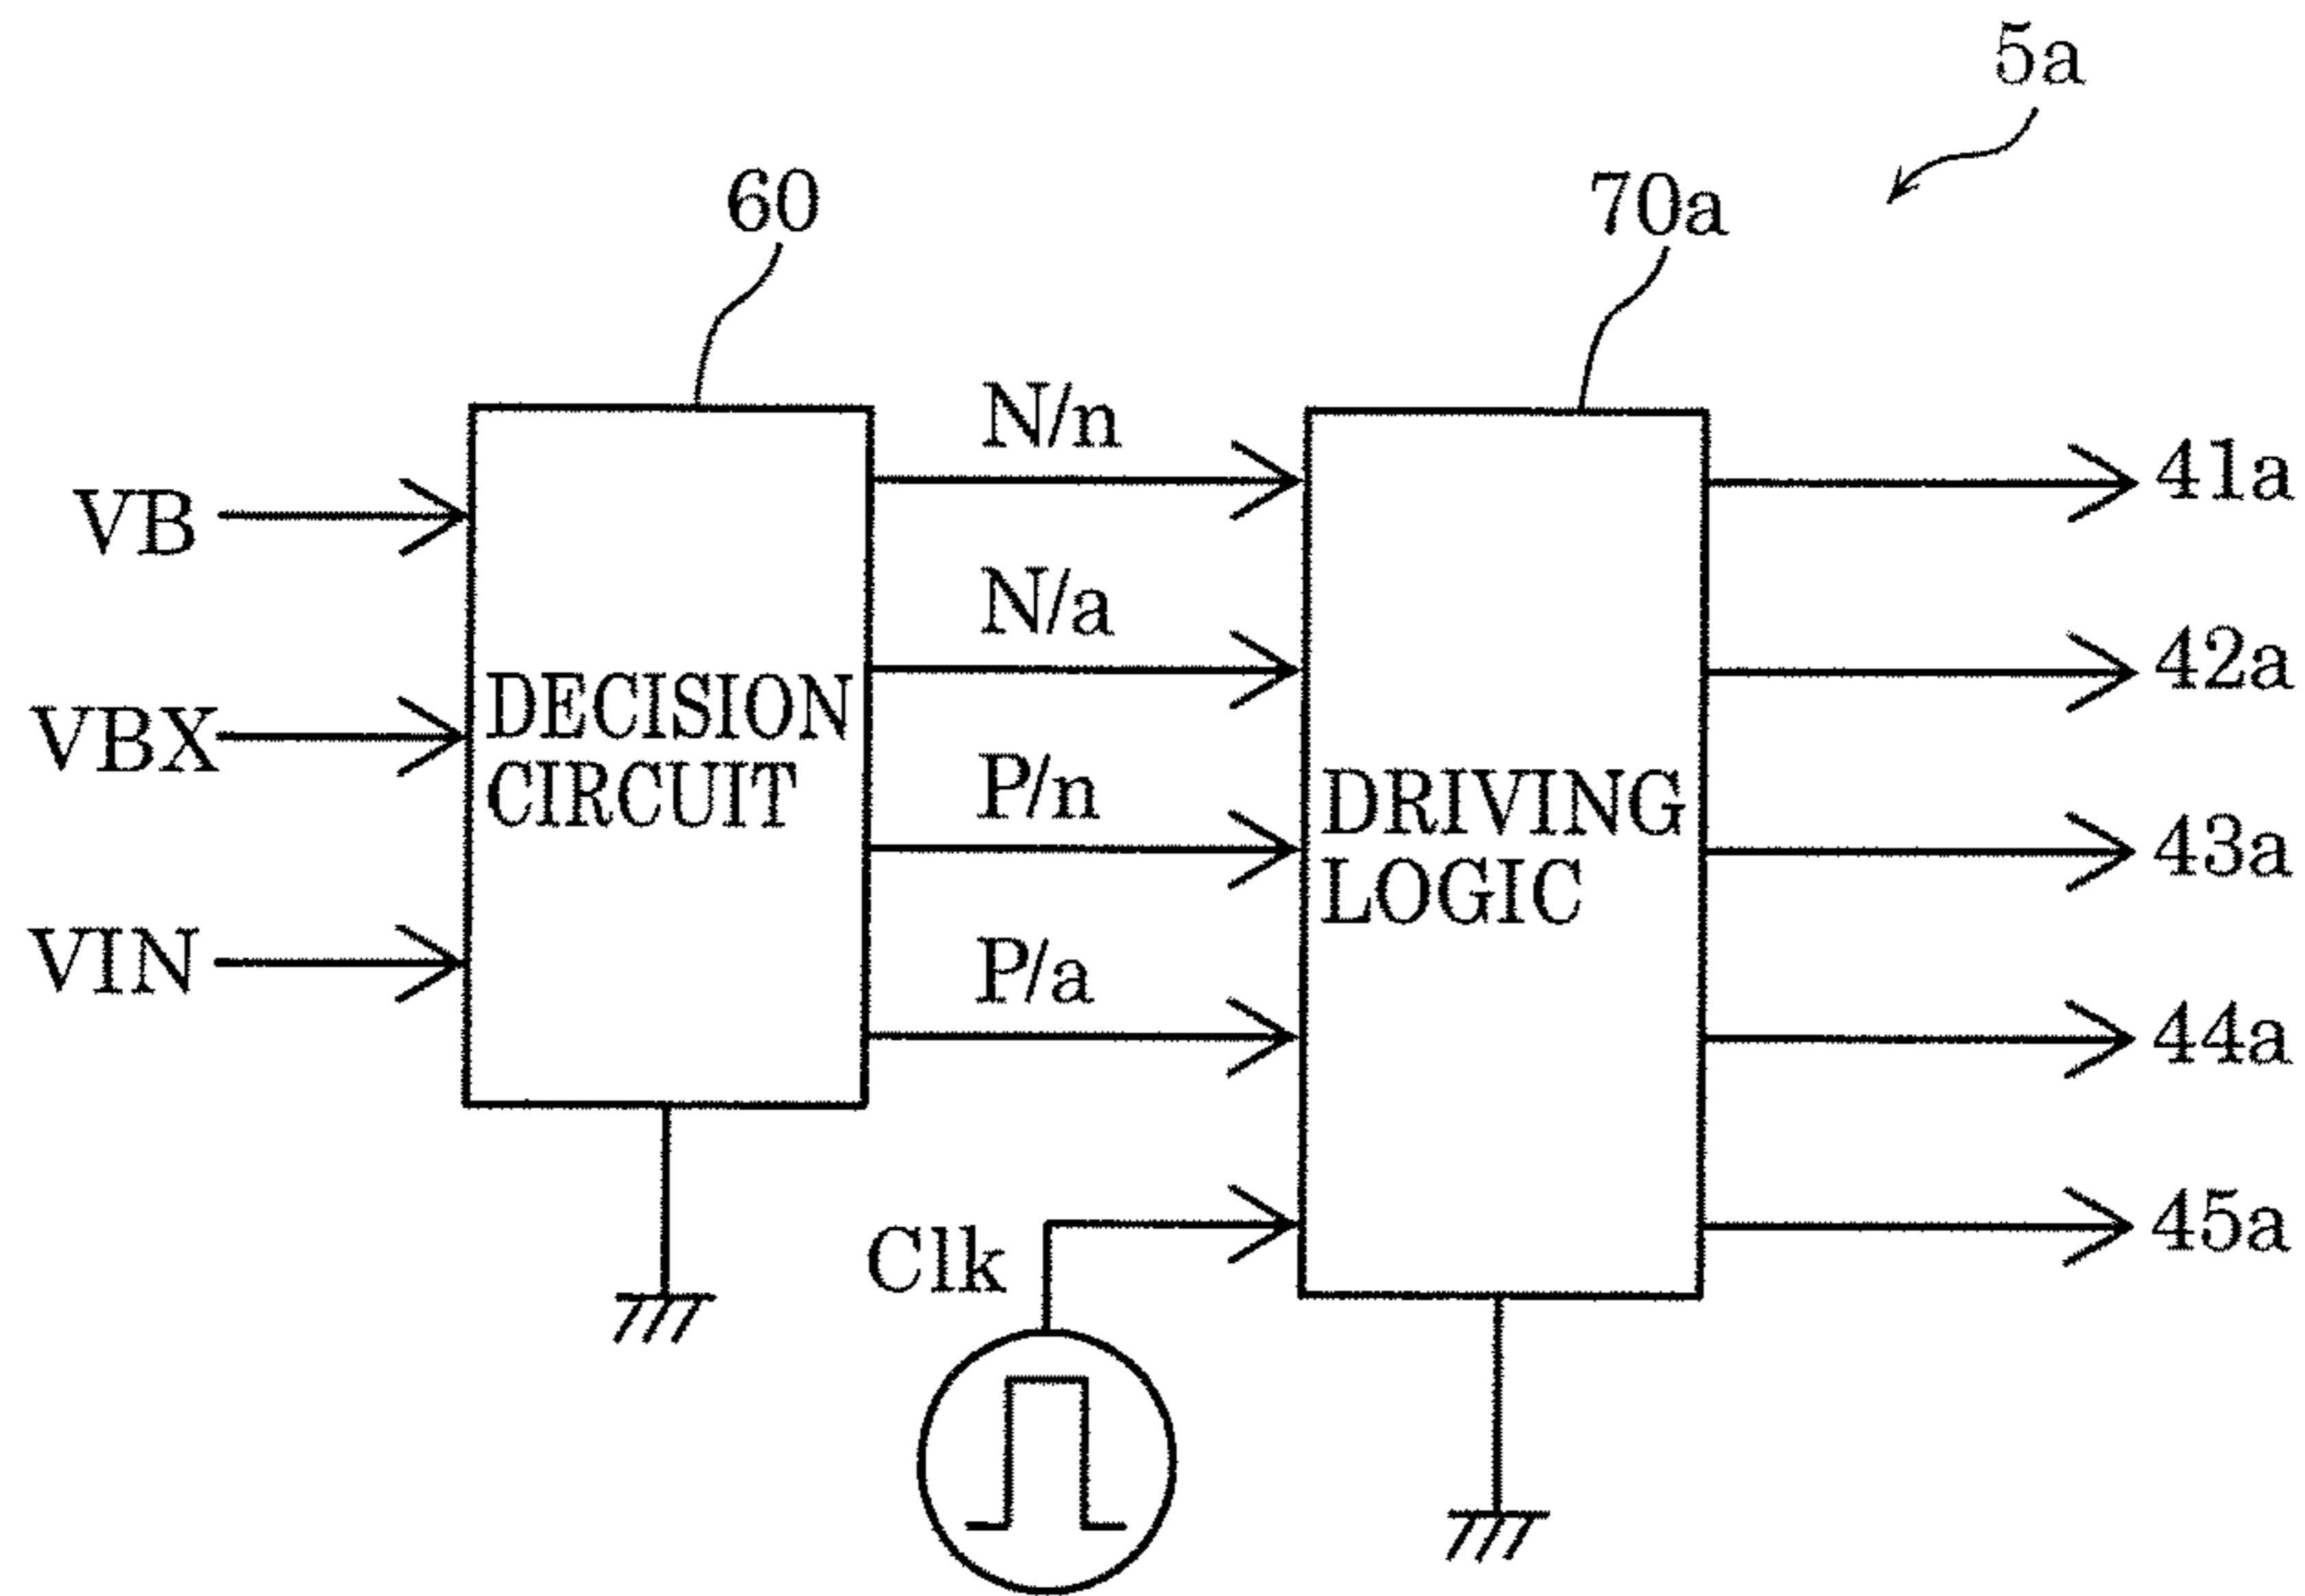 5a
60
70a
N/n
41a
VB
N/a
42a
DECISION
CIRCUIT
VBX
P/n
DRIVING
LOGIC
43a
VIN
P/a
44a
Clk
45a